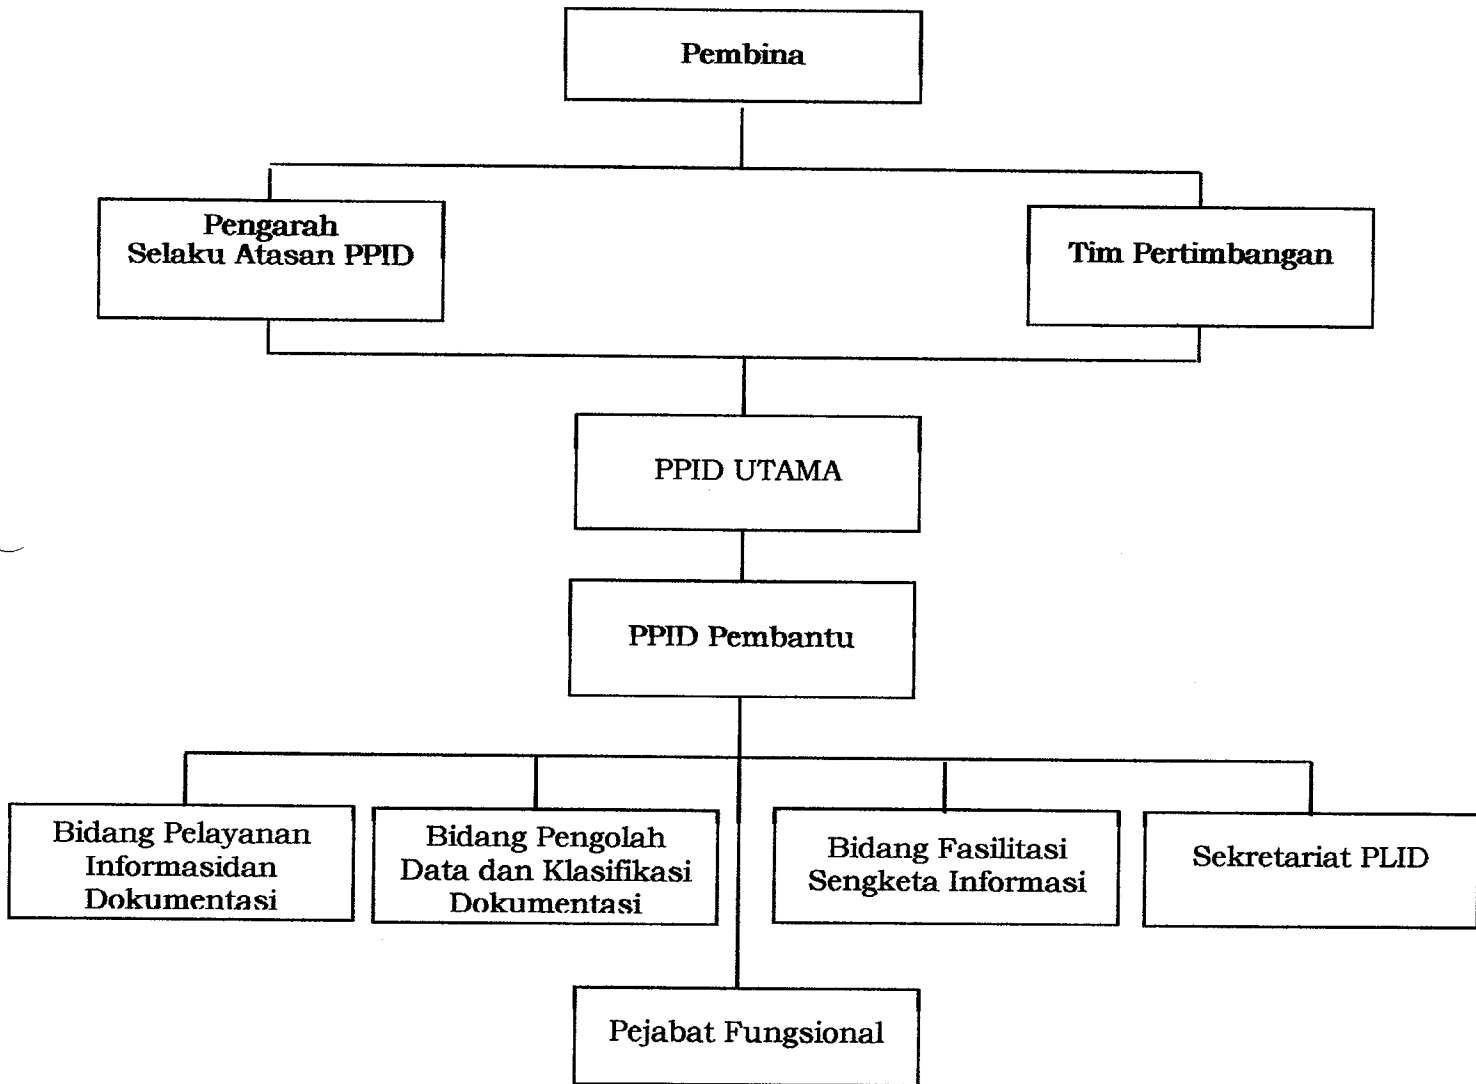 Pembina
Pengarah
Selaku Atasan PPID
Tim Pertimbangan
PPID UTAMA
PPID Pembantu
Bidang Pelayanan
Informasidan
Dokumentasi
Bidang Pengolah
Data dan Klasifikasi
Dokumentasi
Bidang Fasilitasi
Sengketa Informasi
Sekretariat PLID
Pejabat Fungsional